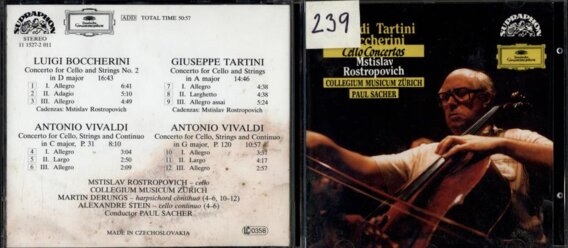 SUPRAPHON
STEREO
11 1527-2 011
Deutsche Grammophon
ADD TOTAL TIME 50:57
LUIGI BOCCHERINI
Concerto for Cello and Strings No. 2
in D major 16:43
1 I. Allegro 6:41
2 II. Adagio 5:10
3 III. Allegro 4:49
Cadenzas: Mstislav Rostropovich
GIUSEPPE TARTINI
Concerto for Cello and Strings
in A major 14:46
7 I. Allegro 4:38
8 II. Larghetto 4:38
9 III. Allegro assai 5:24
Cadenzas: Mstislav Rostropovich
ANTONIO VIVALDI
Concerto for Cello, Strings and Continuo
in C major, P. 31 8:10
4 I. Allegro 3:04
5 II. Largo 2:50
6 III. Allegro 2:09
ANTONIO VIVALDI
Concerto for Cello, Strings and Continuo
in G major, P. 120 10:57
10 I. Allegro
11 II. Largo 4:17
12 III. Allegro 2:52
MSTISLAV ROSTROPOVICH – cello
COLLEGIUM MUSICUM ZÜRICH
MARTIN DERUNGS – harpsichord continuo (4–6, 10–12)
ALEXANDRE STEIN – cello continuo (4–6)
Conductor PAUL SACHER
MADE IN CZECHOSLOVAKIA
0358
239
di Tartini
ccherini
Cello Concertos
Mstislav
Rostropovich
COLLEGIUM MUSICUM ZÜRICH
PAUL SACHER
SUPRAPHON
Deutsche Grammophon